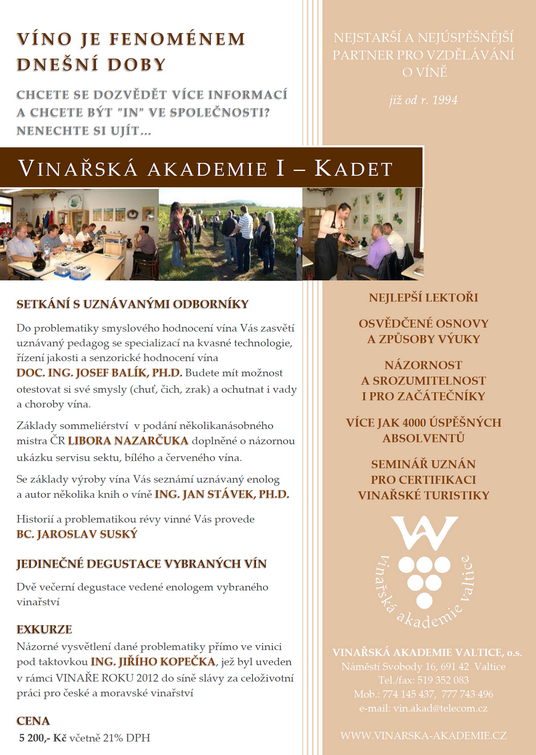 VÍNO JE FENOMÉNEM
DNEŠNÍ DOBY
CHCETE SE DOZVĚDĚT VÍCE INFORMACÍ
A CHCETE BÝT "IN" VE SPOLEČNOSTI?
NENECHTE SI UJÍT...
NEJSTARŠÍ A NEJÚSPĚŠNĚJŠÍ
PARTNER PRO VZDĚLÁVÁNÍ
O VÍNĚ
již od r. 1994
VINAŘSKÁ AKADEMIE I – KADET
SETKÁNÍ S UZNÁVANÝMI ODBORNÍKY
Do problematiky smyslového hodnocení vína Vás zasvětí
uznávaný pedagog se specializací na kvasné technologie,
řízení jakosti a senzorické hodnocení vína
DOC. ING. JOSEF BALÍK, PH.D. Budete mít možnost
otestovat si své smysly (chuť, čich, zrak) a ochutnat i vady
a choroby vína.
Základy sommeliérství v podání několikanásobného
mistra ČR LIBORA NAZARČUKA doplněné o názornou
ukázku servisu sektu, bílého a červeného vína.
Se základy výroby vína Vás seznámí uznávaný enolog
a autor několika knih o víně ING. JAN STÁVEK, PH.D.
Historií a problematikou révy vinné Vás provede
BC. JAROSLAV SUSKÝ
JEDINEČNÉ DEGUSTACE VYBRANÝCH VÍN
Dvě večerní degustace vedené enologem vybraného
vinařství
EXKURZE
Názorné vysvětlení dané problematiky přímo ve vinici
pod taktovkou ING. JIŘÍHO KOPEČKA, jež byl uveden
v rámci VINAŘE ROKU 2012 do síně slávy za celoživotní
práci pro české a moravské vinařství
CENA
5 200,- Kč včetně 21% DPH
NEJLEPŠÍ LEKTOŘI
OSVĚDČENÉ OSNOVY
A ZPŮSOBY VÝUKY
NÁZORNOST
A SROZUMITELNOST
I PRO ZAČÁTEČNÍKY
VÍCE JAK 4000 ÚSPĚŠNÝCH
ABSOLVENTŮ
SEMINÁŘ UZNÁN
PRO CERTIFIKACI
VINAŘSKÉ TURISTIKY
VA
vinařská akademie valtice
VINAŘSKÁ AKADEMIE VALTICE, o.s.
Náměstí Svobody 16, 691 42 Valtice
Tel./fax: 519 352 083
Mob.: 774 145 437, 777 743 496
e-mail: vin.akad@telecom.cz
WWW.VINARSKA-AKADEMIE.CZ